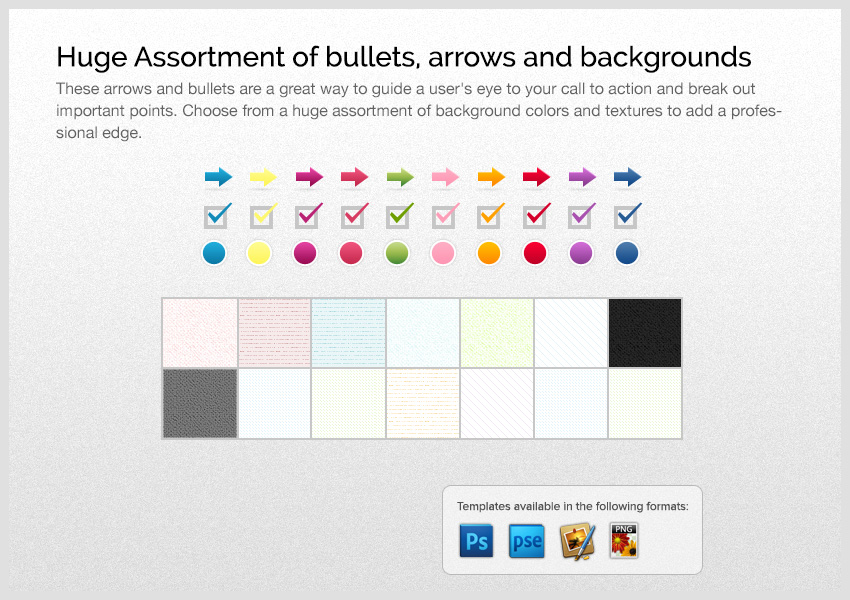 Huge Assortment of bullets, arrows and backgrounds
These arrows and bullets are a great way to guide a user's eye to your call to action and break out
important points. Choose from a huge assortment of background colors and textures to add a profes-
sional edge.
Templates available in the following formats:
Ps pse PNG